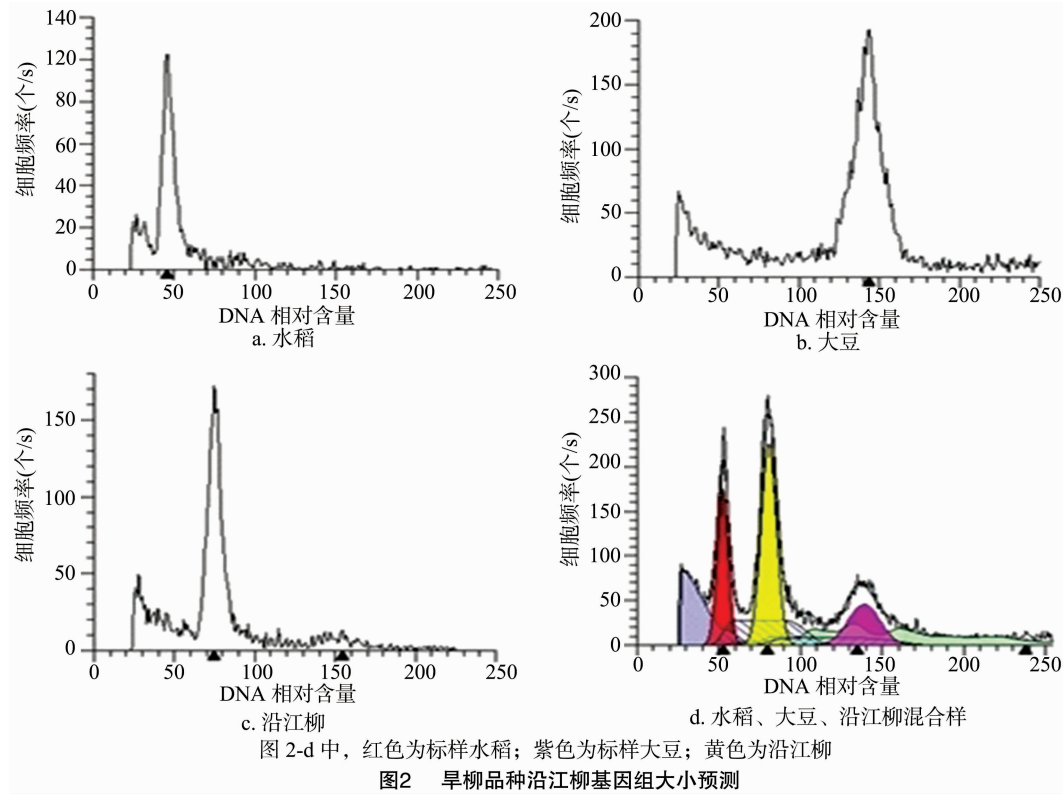 140
120
80
60
40
20
0
0 50 100 150 200 250
细胞频率(个/s)
DNA 相对含量
a. 水稻
200
150
100
50
0
0 50 100 150 200 250
细胞频率(个/s)
DNA 相对含量
b. 大豆
150
100
50
0
0 50 100 150 200 250
细胞频率(个/s)
DNA 相对含量
c. 沿江柳
300
250
200
150
100
50
0
0 50 100 150 200 250
细胞频率(个/s)
DNA 相对含量
d. 水稻、大豆、沿江柳混合样
图 2-d 中，红色为标样水稻；紫色为标样大豆；黄色为沿江柳
图2 旱柳品种沿江柳基因组大小预测